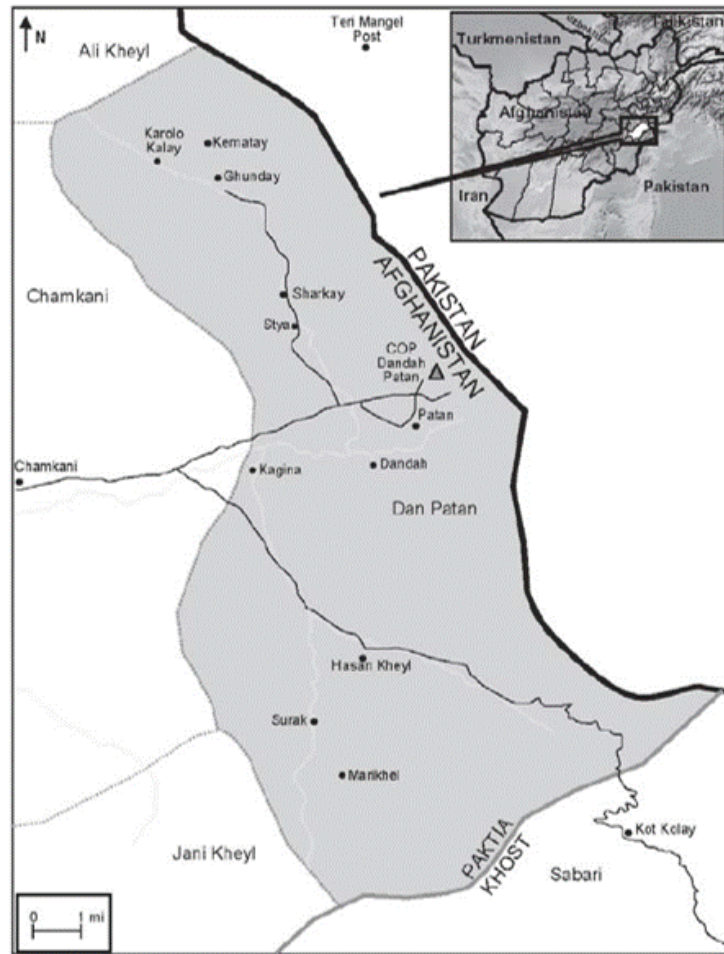 N
Teri Mangel
Post
Ali Kheyl
Turkmenistan
Afghanistan
Iran
Pakistan
Karolo
Kalay
Kematay
Ghunday
Chamkani
PAKISTAN
AFGHANISTAN
Sharkay
Stya
COP
Dandah
Patan
Patan
Chamkani
Kagina
Dandah
Dan Patan
Hasan Kheyl
Surak
Marikhel
Jani Kheyl
PAKTIA
KHOST
Kot Kolay
Sabari
0 1 mi